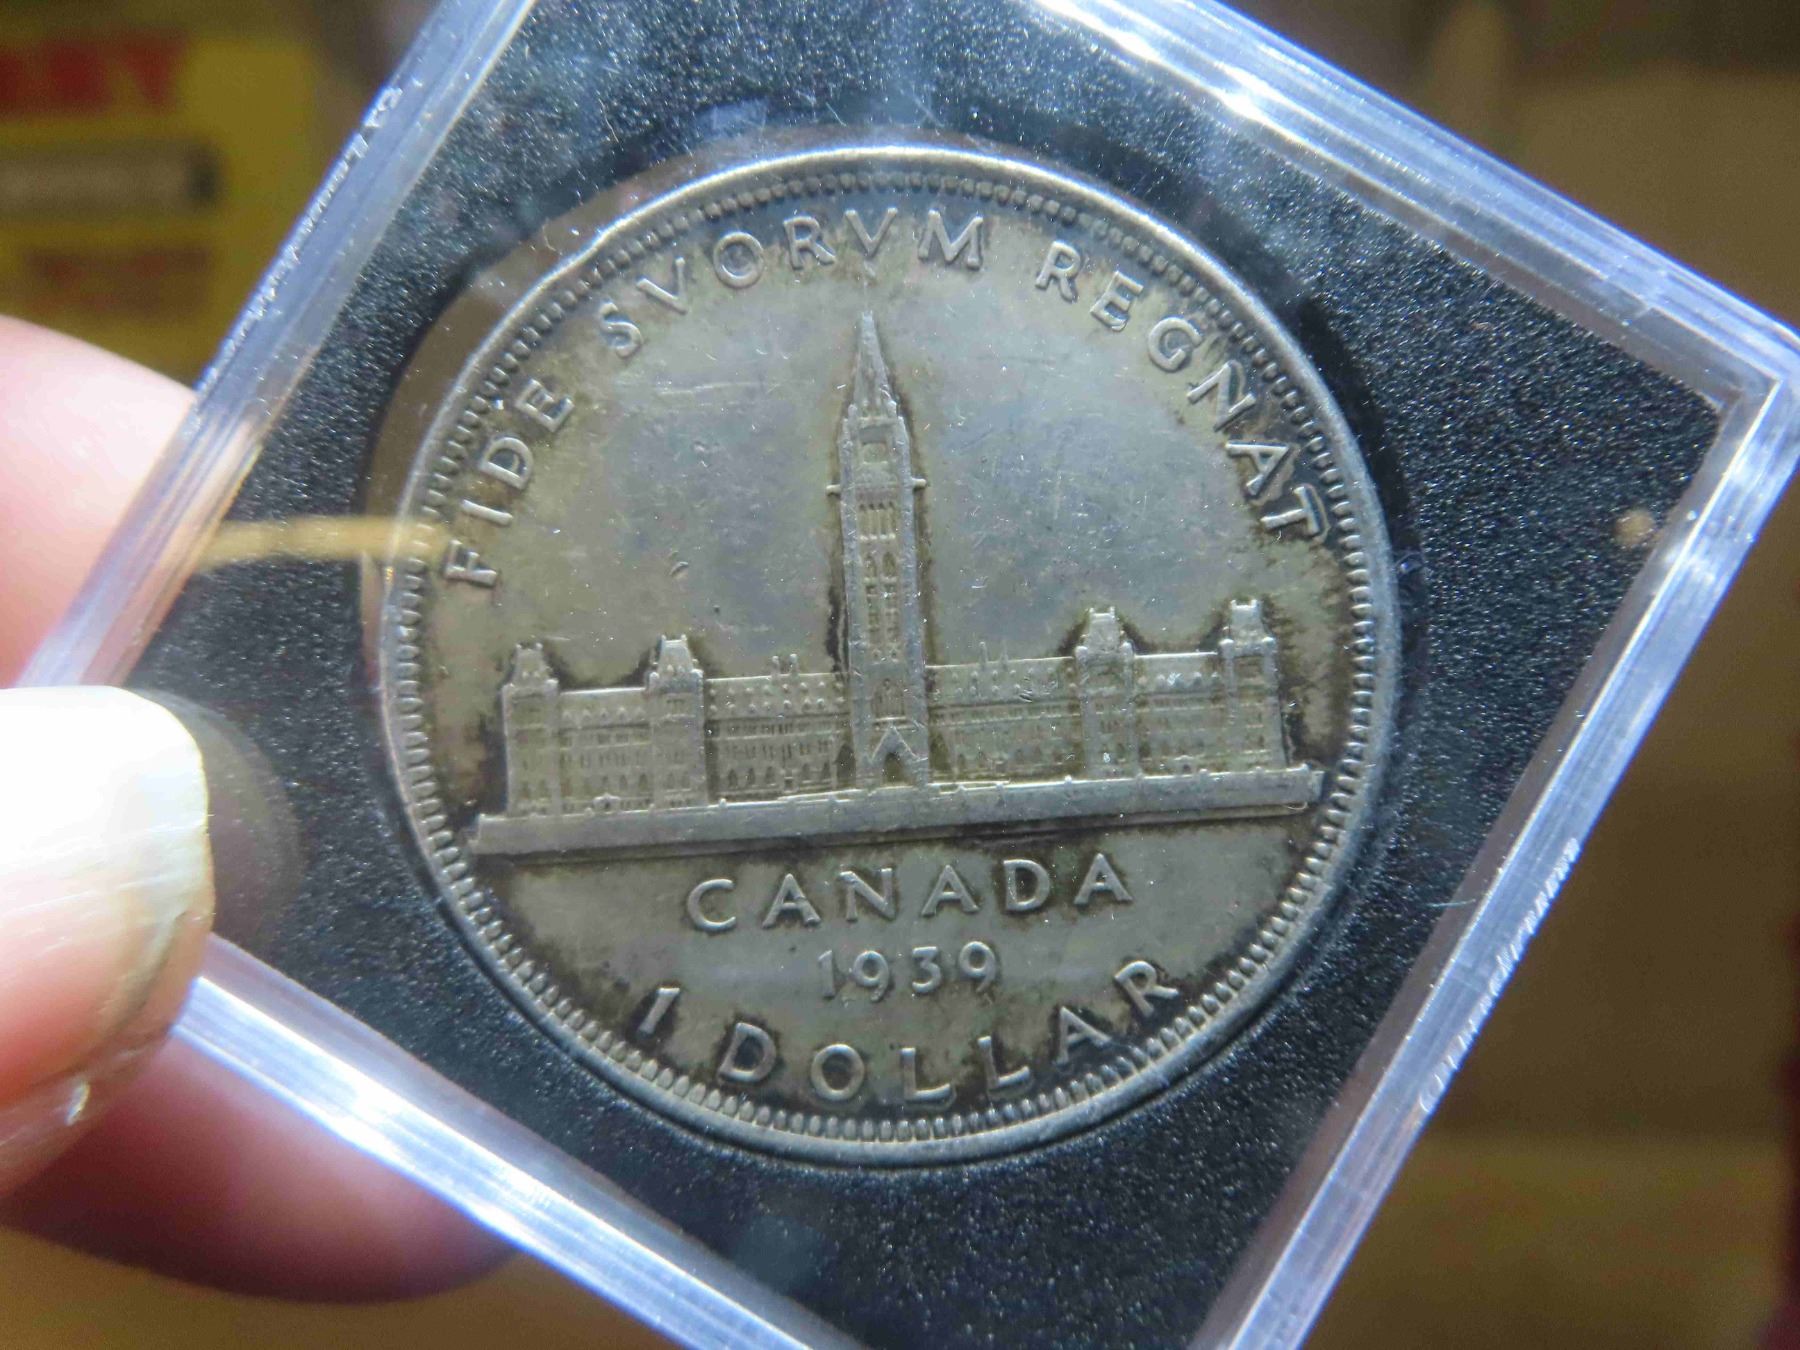 FIDE SVORVM REGNAT
CANADA
1939
1 DOLLAR